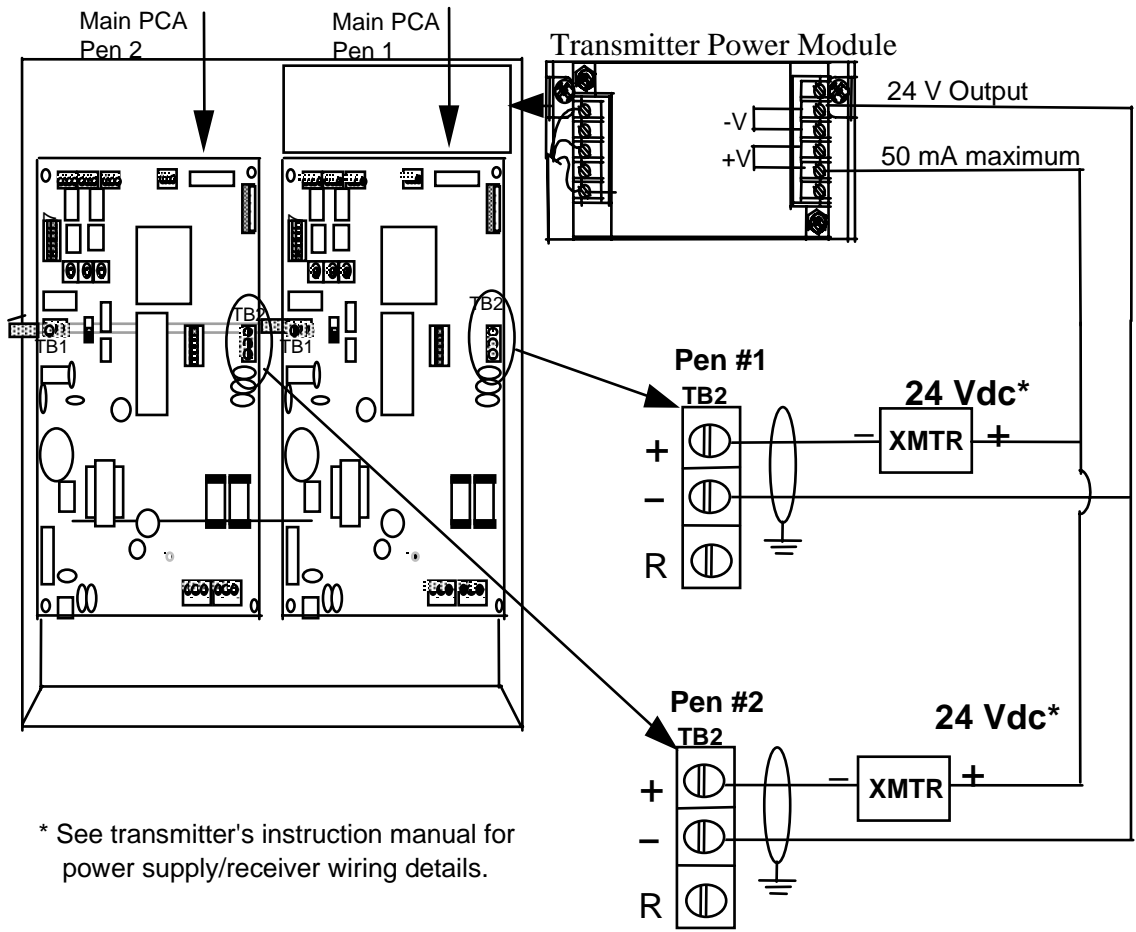 Main PCA
Pen 2
Main PCA
Pen 1
Transmitter Power Module
24 V Output
-V
+V
50 mA maximum
TB2
TB2
TB1
TB1
Pen #1
TB2
24 Vdc*
+
–
XMTR
+
–
R
Pen #2
TB2
24 Vdc*
+
–
XMTR
+
–
R
* See transmitter's instruction manual for
power supply/receiver wiring details.